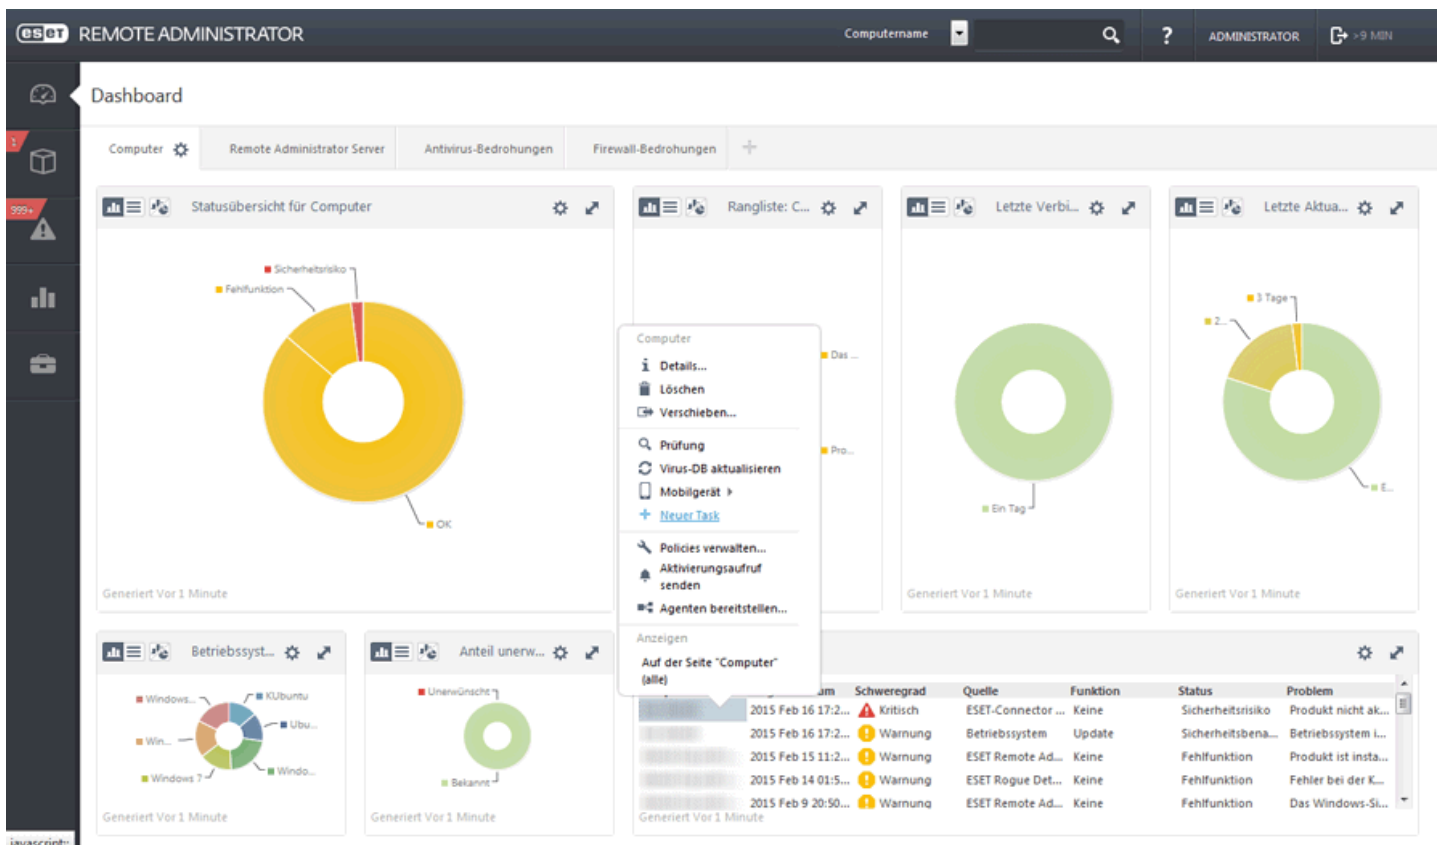 eset REMOTE ADMINISTRATOR
Computername
?
ADMINISTRATOR
>9 MIN
Dashboard
1
999+
Computer
Remote Administrator Server
Antivirus-Bedrohungen
Firewall-Bedrohungen
Statusübersicht für Computer
Rangliste: C...
Letzte Verbi...
Letzte Aktua...
Sicherheitsrisiko
Fehlfunktion
OK
Generiert Vor 1 Minute
Das ...
Pro...
Ein Tag
Generiert Vor 1 Minute
3 Tage
2...
E...
Generiert Vor 1 Minute
Computer
Details...
Löschen
Verschieben...
Prüfung
Virus-DB aktualisieren
Mobilgerät
Neuer Task
Policies verwalten...
Aktivierungsaufruf
senden
Agenten bereitstellen...
Anzeigen
Auf der Seite "Computer"
(alle)
Betriebssyst...
Windows...
KUbuntu
Ubu...
Win...
Windo...
Windows 7
Generiert Vor 1 Minute
Anteil unerw...
Unerwünscht
Bekannt
Generiert Vor 1 Minute
Schweregrad Quelle Funktion Status Problem
2015 Feb 16 17:2... Kritisch ESET-Connector ... Keine Sicherheitsrisiko Produkt nicht ak...
2015 Feb 16 17:2... Warnung Betriebssystem Update Sicherheitsbena... Betriebssystem i...
2015 Feb 15 11:2... Warnung ESET Remote Ad... Keine Fehlfunktion Produkt ist insta...
2015 Feb 14 01:5... Warnung ESET Rogue Det... Keine Fehlfunktion Fehler bei der K...
2015 Feb 9 20:50... Warnung ESET Remote Ad... Keine Fehlfunktion Das Windows-Si...
Generiert Vor 1 Minute